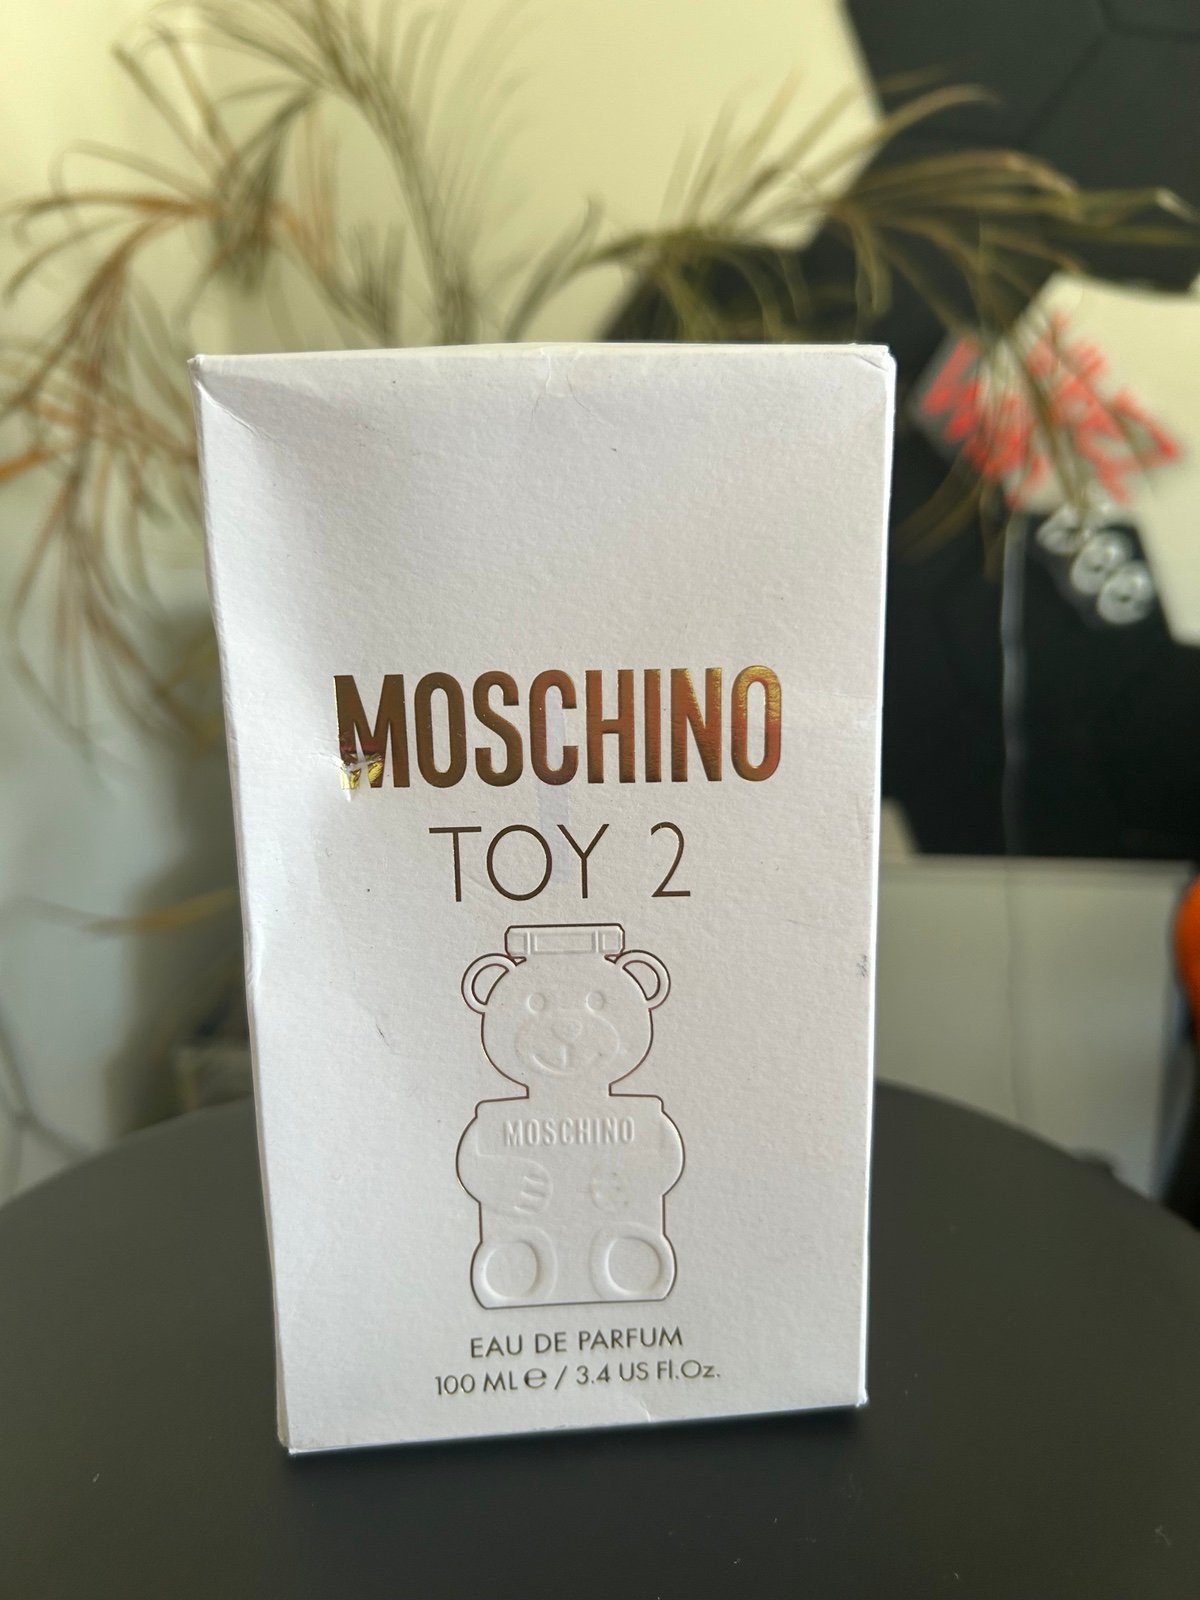 MOSCHINO
TOY 2
MOSCHINO
EAU DE PARFUM
100 ML ℮ / 3.4 US Fl.Oz.